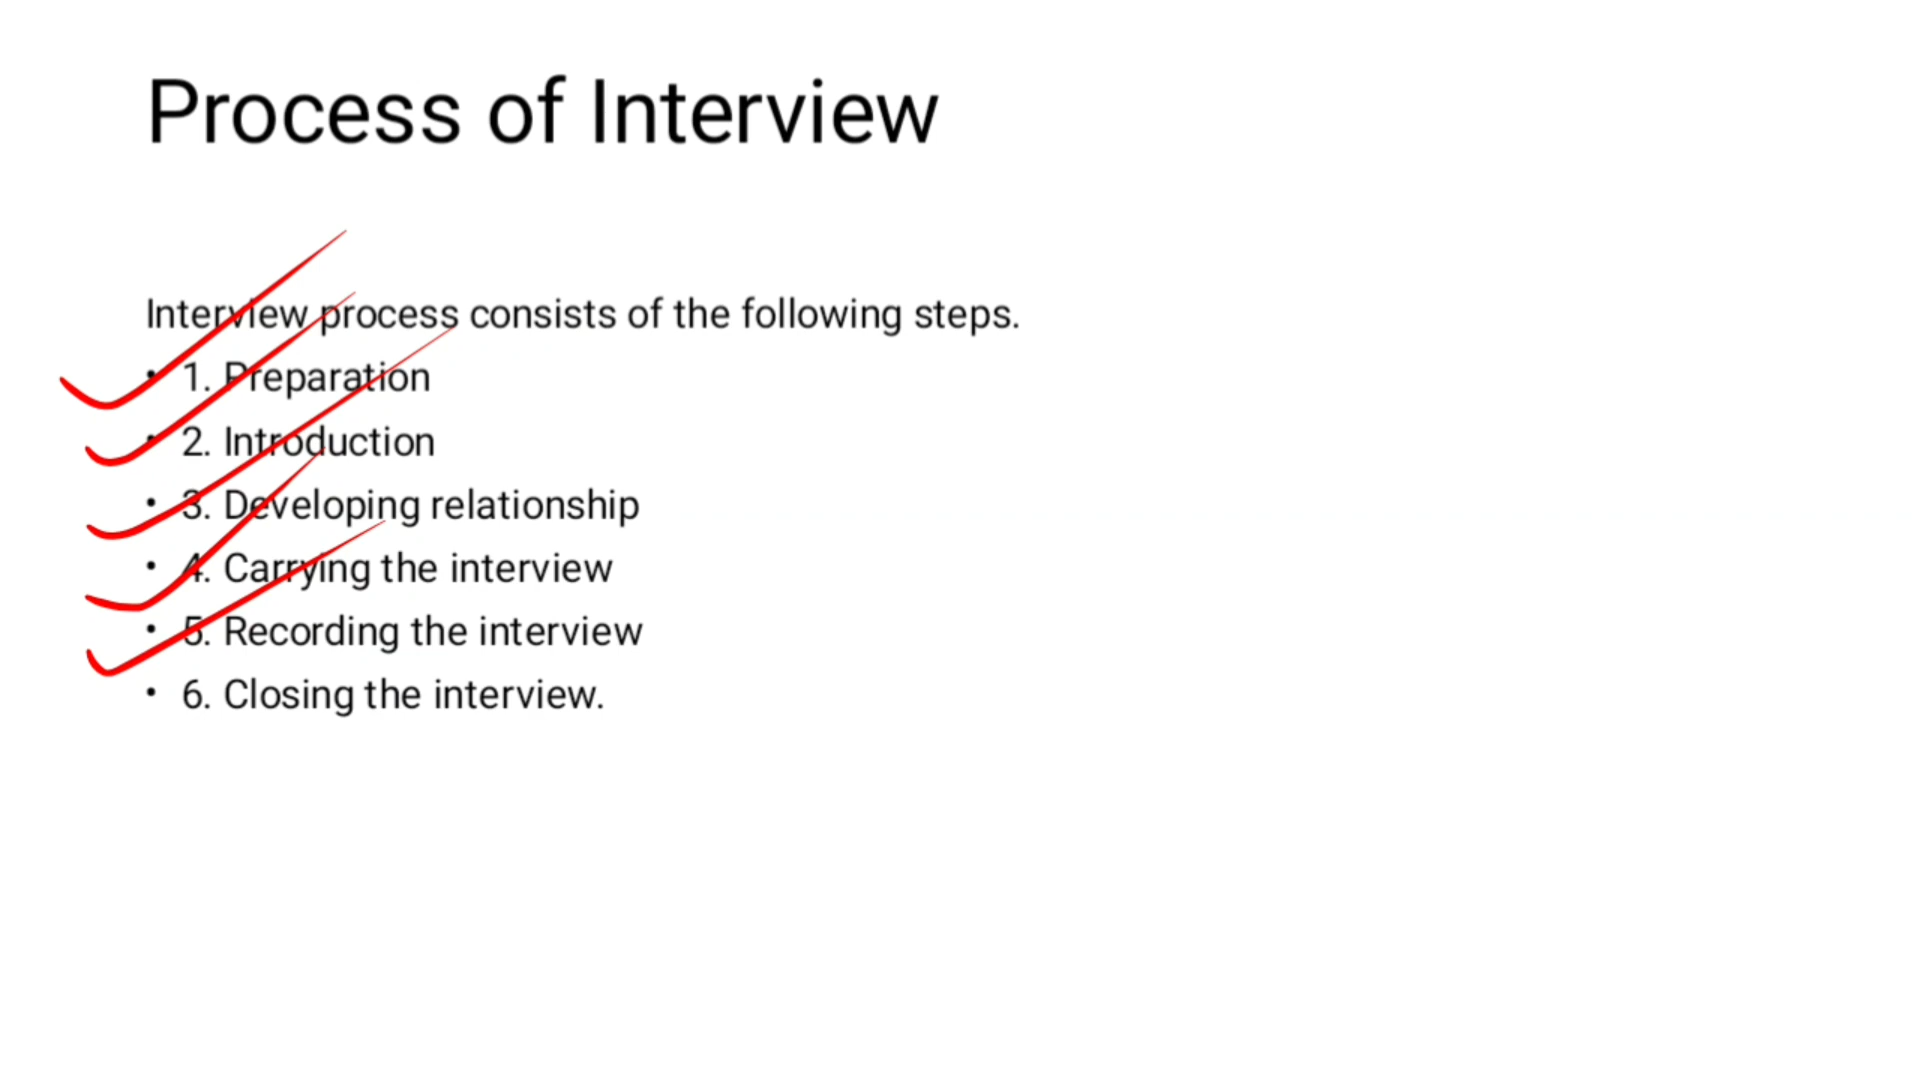 Process of Interview
Interview process consists of the following steps.
• 1. Preparation
• 2. Introduction
• 3. Developing relationship
• 4. Carrying the interview
• 5. Recording the interview
• 6. Closing the interview.